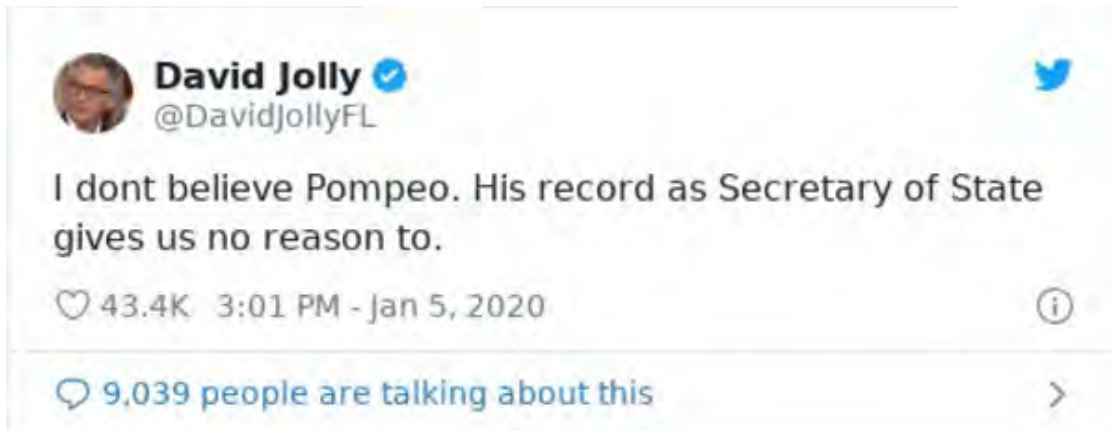 David Jolly
@DavidJollyFL
I dont believe Pompeo. His record as Secretary of State
gives us no reason to.
43.4K 3:01 PM - Jan 5, 2020
9,039 people are talking about this